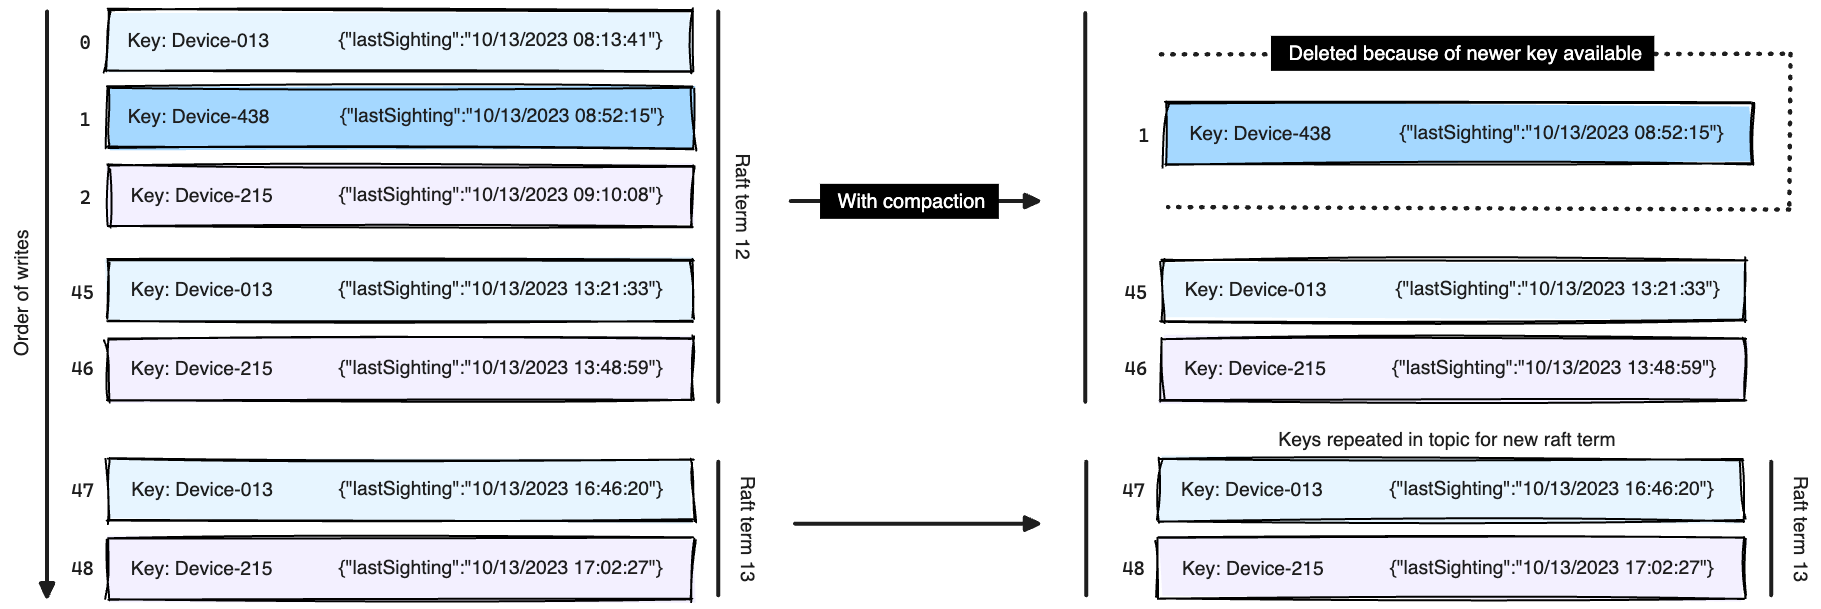 Order of writes
0 Key: Device-013 {"lastSighting":"10/13/2023 08:13:41"}
1 Key: Device-438 {"lastSighting":"10/13/2023 08:52:15"}
2 Key: Device-215 {"lastSighting":"10/13/2023 09:10:08"}
45 Key: Device-013 {"lastSighting":"10/13/2023 13:21:33"}
46 Key: Device-215 {"lastSighting":"10/13/2023 13:48:59"}
Raft term 12
47 Key: Device-013 {"lastSighting":"10/13/2023 16:46:20"}
48 Key: Device-215 {"lastSighting":"10/13/2023 17:02:27"}
Raft term 13
With compaction
Deleted because of newer key available
1 Key: Device-438 {"lastSighting":"10/13/2023 08:52:15"}
45 Key: Device-013 {"lastSighting":"10/13/2023 13:21:33"}
46 Key: Device-215 {"lastSighting":"10/13/2023 13:48:59"}
Keys repeated in topic for new raft term
47 Key: Device-013 {"lastSighting":"10/13/2023 16:46:20"}
48 Key: Device-215 {"lastSighting":"10/13/2023 17:02:27"}
Raft term 13